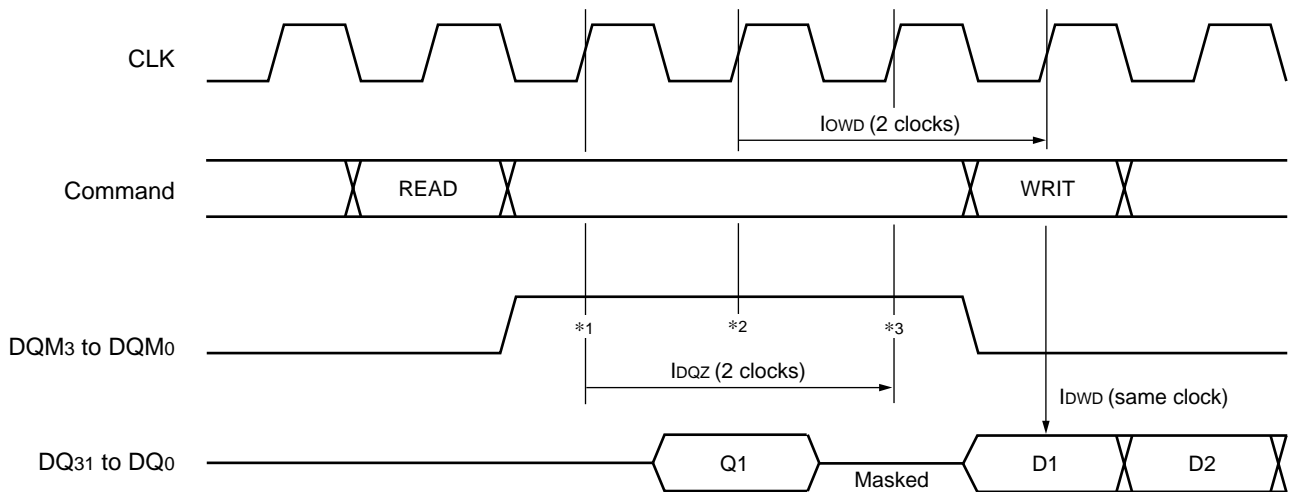 CLK
IOWD (2 clocks)
Command
READ
WRIT
*1
*2
*3
DQM3 to DQM0
IDQZ (2 clocks)
IDWD (same clock)
DQ31 to DQ0
Q1
Masked
D1
D2